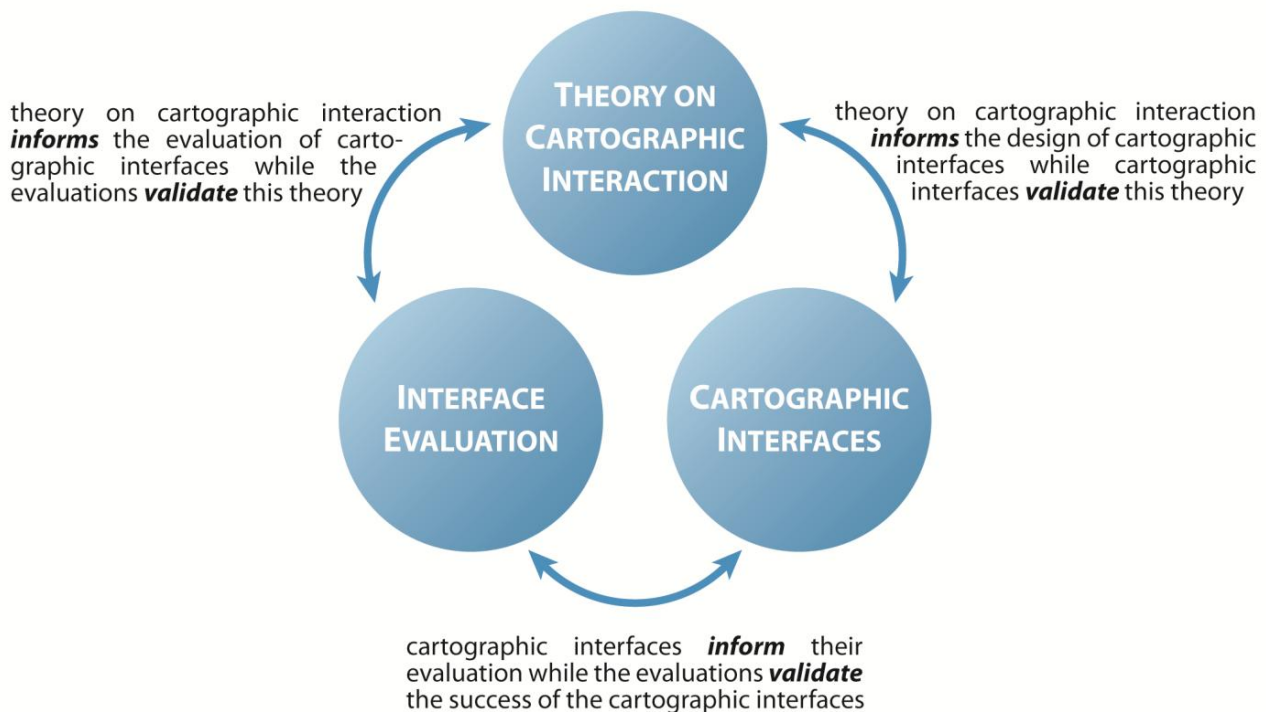 THEORY ON
CARTOGRAPHIC
INTERACTION
theory on cartographic interaction
informs the evaluation of carto-
graphic interfaces while the
evaluations validate this theory
theory on cartographic interaction
informs the design of cartographic
interfaces while cartographic
interfaces validate this theory
INTERFACE
EVALUATION
CARTOGRAPHIC
INTERFACES
cartographic interfaces inform their
evaluation while the evaluations validate
the success of the cartographic interfaces